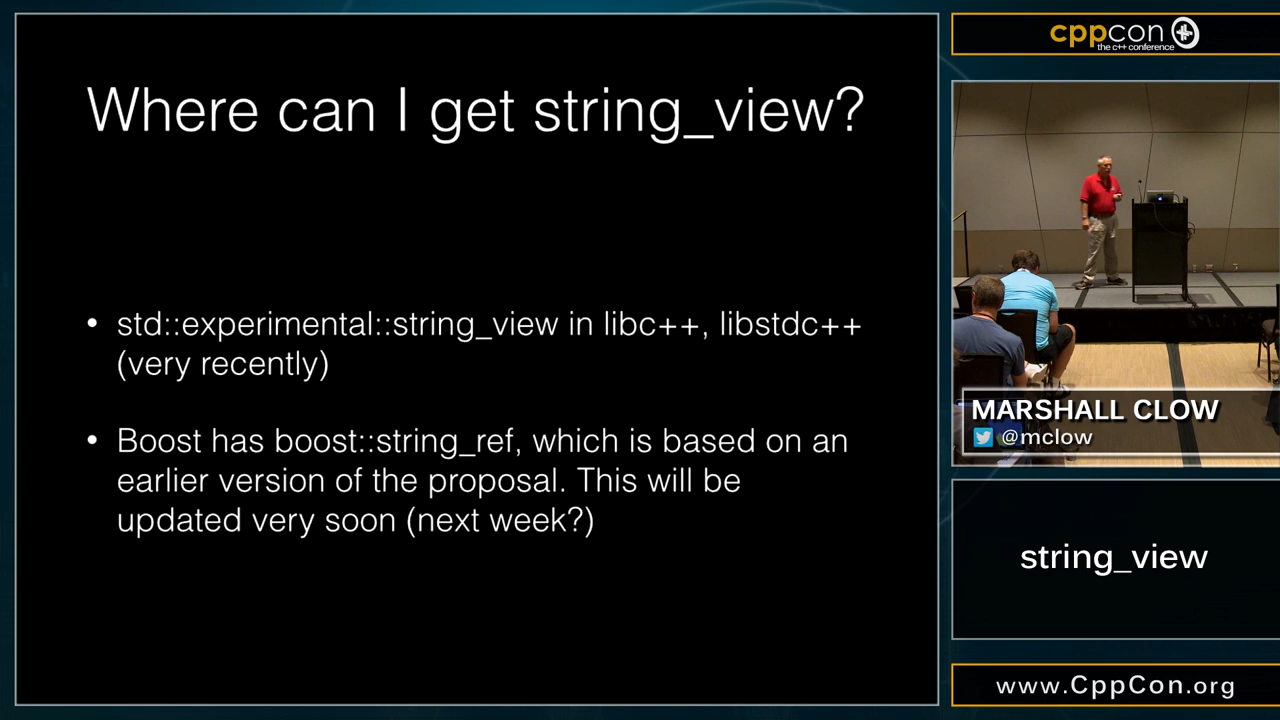 Where can I get string_view?
• std::experimental::string_view in libc++, libstdc++
(very recently)
• Boost has boost::string_ref, which is based on an
earlier version of the proposal. This will be
updated very soon (next week?)
cppcon
the c++ conference
MARSHALL CLOW
@mclow
string_view
www.CppCon.org